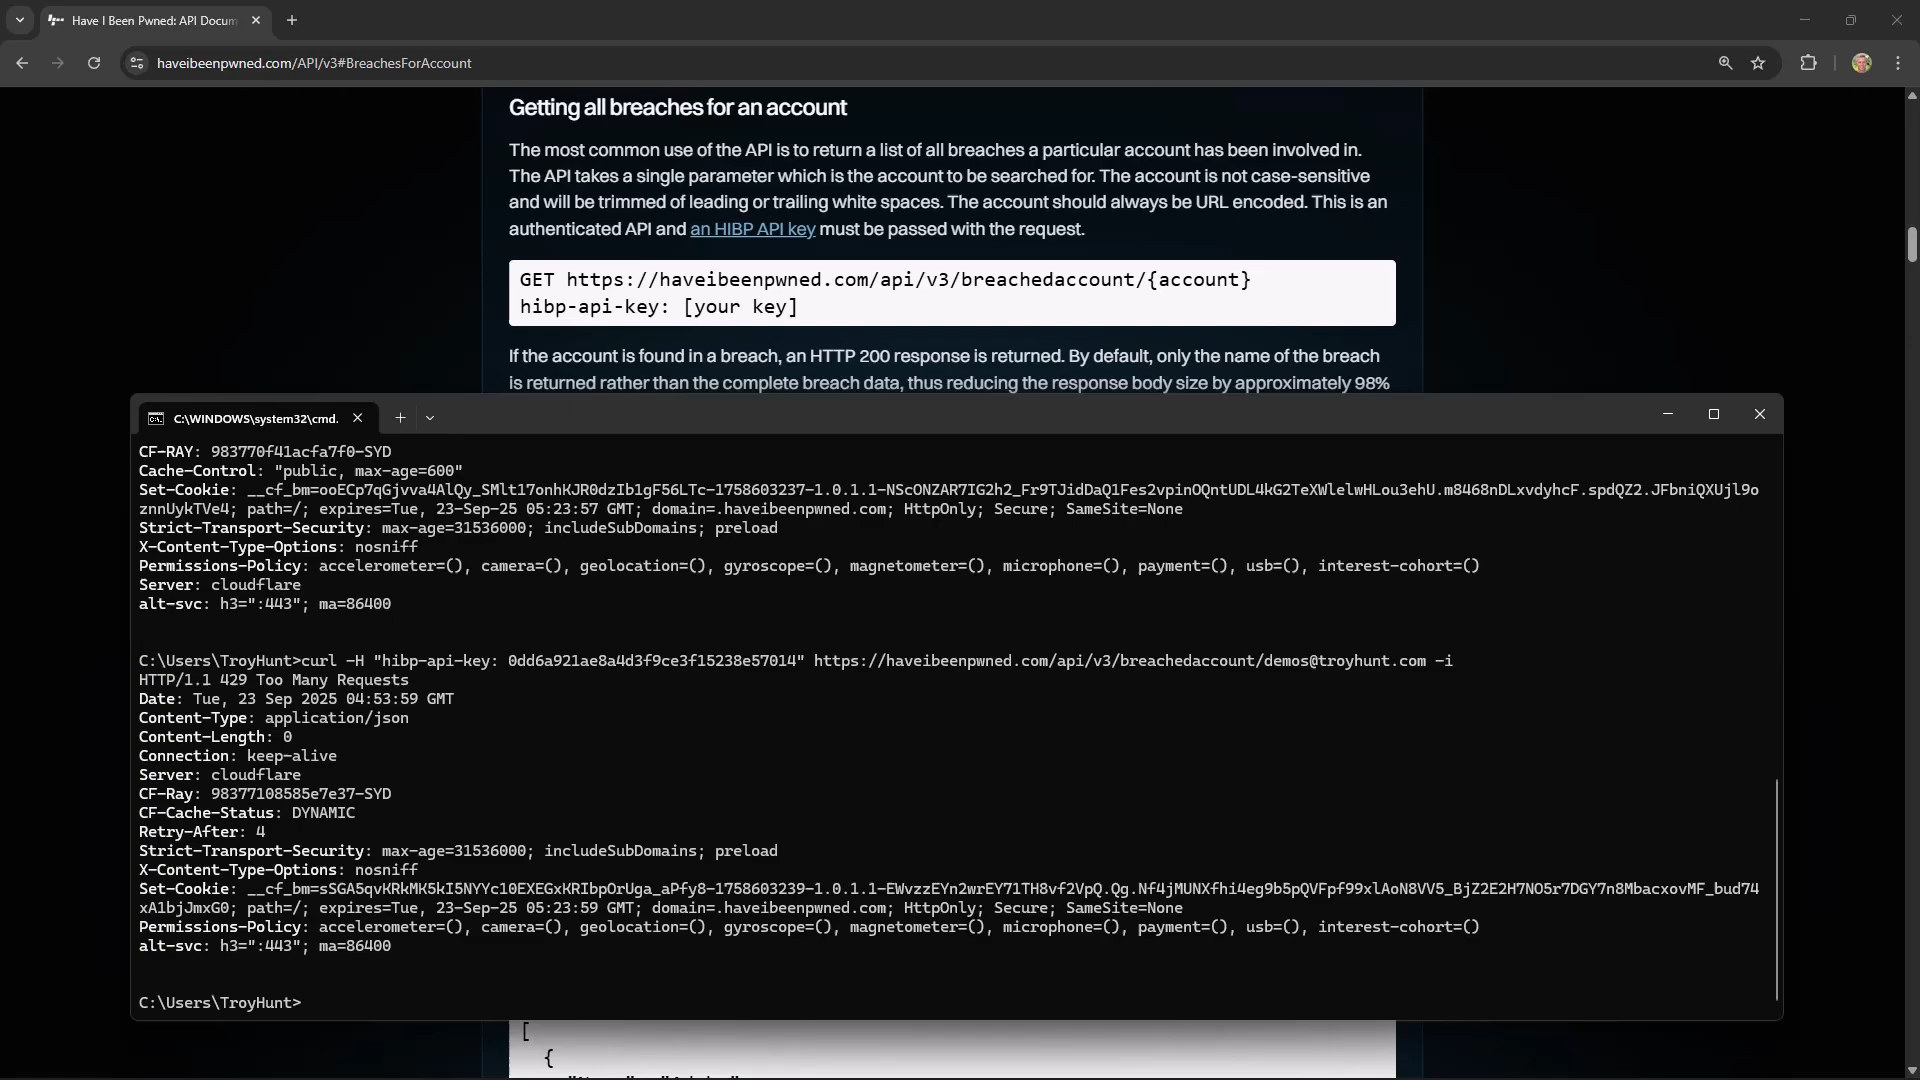 Have I Been Pwned: API Docum
haveibeenpwned.com/API/v3#BreachesForAccount
Getting all breaches for an account
The most common use of the API is to return a list of all breaches a particular account has been involved in.
The API takes a single parameter which is the account to be searched for. The account is not case-sensitive
and will be trimmed of leading or trailing white spaces. The account should always be URL encoded. This is an
authenticated API and an HIBP API key must be passed with the request.
GET https://haveibeenpwned.com/api/v3/breachedaccount/{account}
hibp-api-key: [your key]
If the account is found in a breach, an HTTP 200 response is returned. By default, only the name of the breach
is returned rather than the complete breach data, thus reducing the response body size by approximately 98%
C:\WINDOWS\system32\cmd.
CF-RAY: 983770f41acfa7f0-SYD
Cache-Control: "public, max-age=600"
Set-Cookie: __cf_bm=ooECp7qGjvva4AlQy_SMlt17onhKJR0dzIb1gF56LTc-1758603237-1.0.1.1-NScONZAR7IG2h2_Fr9TJidDaQ1Fes2vpinOQntUDL4kG2TeXWlelwHLou3ehU.m8468nDLxvdyhcF.spdQZ2.JFbniQXUjl9o
znnUykTVe4; path=/; expires=Tue, 23-Sep-25 05:23:57 GMT; domain=.haveibeenpwned.com; HttpOnly; Secure; SameSite=None
Strict-Transport-Security: max-age=31536000; includeSubDomains; preload
X-Content-Type-Options: nosniff
Permissions-Policy: accelerometer=(), camera=(), geolocation=(), gyroscope=(), magnetometer=(), microphone=(), payment=(), usb=(), interest-cohort=()
Server: cloudflare
alt-svc: h3=":443"; ma=86400
C:\Users\TroyHunt>curl -H "hibp-api-key: 0dd6a921ae8a4d3f9ce3f15238e57014" https://haveibeenpwned.com/api/v3/breachedaccount/demos@troyhunt.com -i
HTTP/1.1 429 Too Many Requests
Date: Tue, 23 Sep 2025 04:53:59 GMT
Content-Type: application/json
Content-Length: 0
Connection: keep-alive
Server: cloudflare
CF-Ray: 98377108585e7e37-SYD
CF-Cache-Status: DYNAMIC
Retry-After: 4
Strict-Transport-Security: max-age=31536000; includeSubDomains; preload
X-Content-Type-Options: nosniff
Set-Cookie: __cf_bm=sSGA5qvKRkMK5kI5NYYc10EXEGxKRIbpOrUga_aPfy8-1758603239-1.0.1.1-EWvzzEYn2wrEY71TH8vf2VpQ.Qg.Nf4jMUNXfhi4eg9b5pQVFpf99xlAoN8VV5_BjZ2E2H7NO5r7DGY7n8MbacxovMF_bud74
xA1bjJmxG0; path=/; expires=Tue, 23-Sep-25 05:23:59 GMT; domain=.haveibeenpwned.com; HttpOnly; Secure; SameSite=None
Permissions-Policy: accelerometer=(), camera=(), geolocation=(), gyroscope=(), magnetometer=(), microphone=(), payment=(), usb=(), interest-cohort=()
alt-svc: h3=":443"; ma=86400
C:\Users\TroyHunt>
[
{